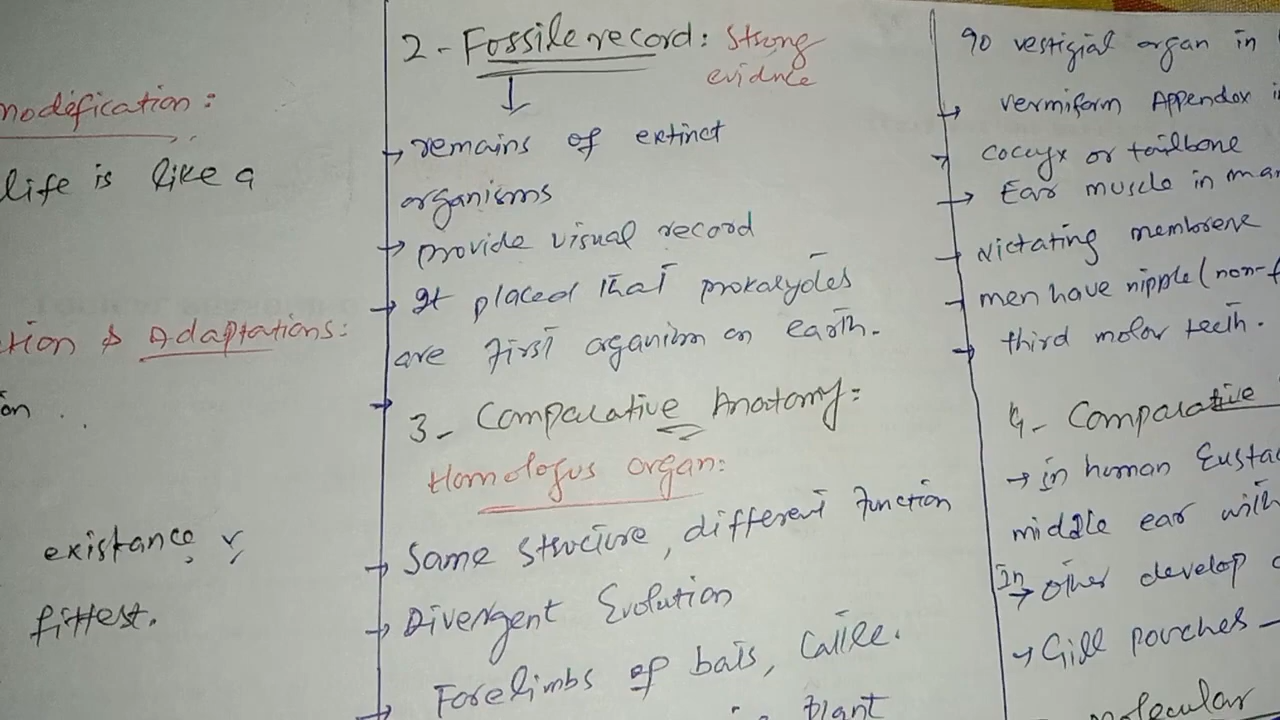 modification:
life is like a
tion & Adaptations:
on.
existance
fittest.
2- Fossile record: Strong
evidnce
→ remains of extinct
organisms
→ provide visual record
→ It placed that prokaryotes
are first organism on earth.
→ 3- Comparative Anatomy:
Homologus organ:
→ Same structure, different function
→ Divergent Evolution
→ Forelimbs of bats, Cattle.
plant
90 vestigial organ in
→ vermiform Appendox i
→ coccyx or tailbone
→ Ear muscle in man
→ Nictating membrene
→ men have nipple (non-f
→ third molar teeth.
4- Comparative
→ in human Eusta
middle ear with
In → other develop
→ Gill pouches -
molecular